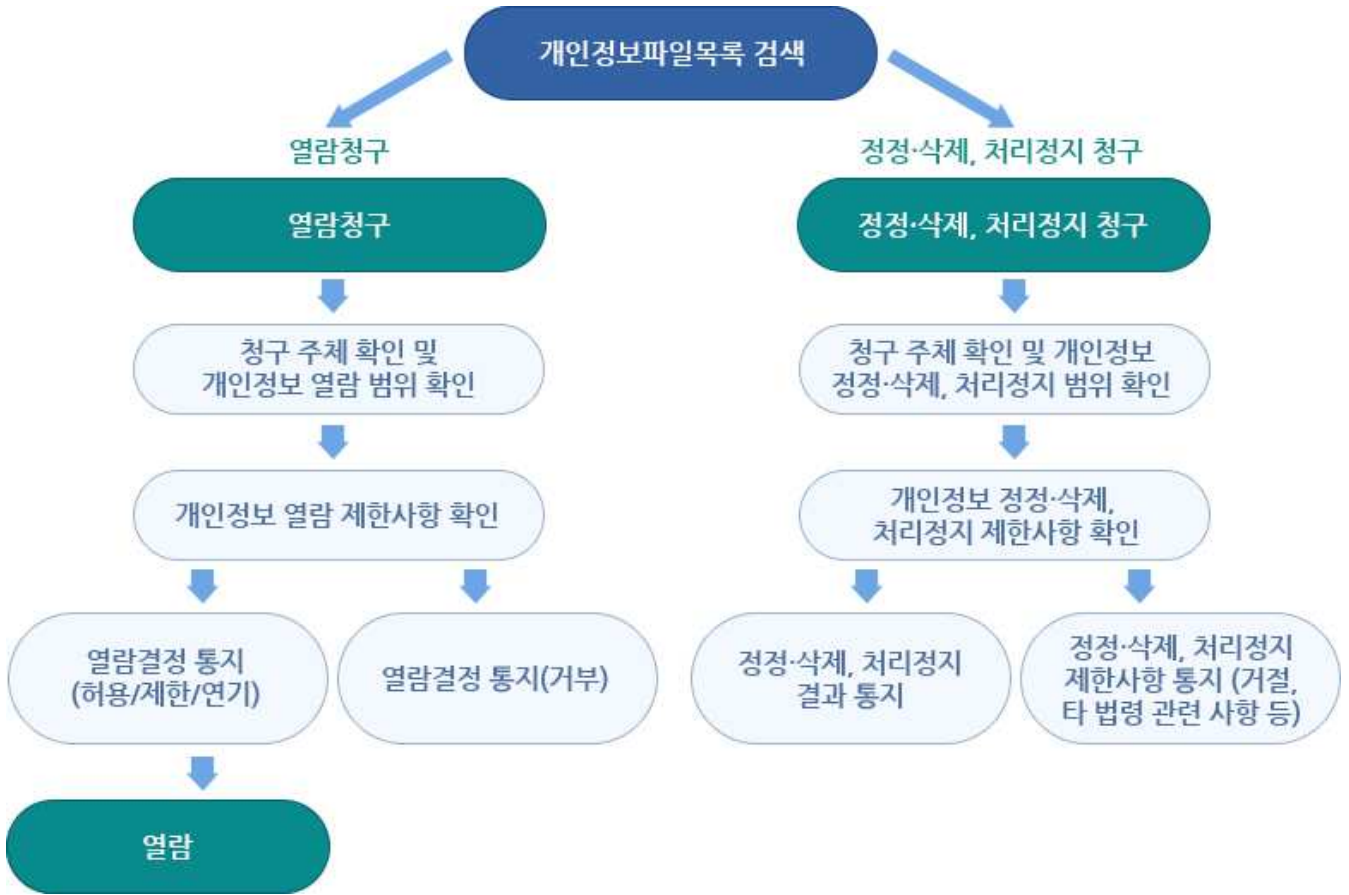 개인정보파일목록 검색
열람청구
정정·삭제, 처리정지 청구
열람청구
정정·삭제, 처리정지 청구
청구 주체 확인 및
개인정보 열람 범위 확인
청구 주체 확인 및 개인정보
정정·삭제, 처리정지 범위 확인
개인정보 열람 제한사항 확인
개인정보 정정·삭제,
처리정지 제한사항 확인
열람결정 통지
(허용/제한/연기)
열람결정 통지(거부)
정정·삭제, 처리정지
결과 통지
정정·삭제, 처리정지
제한사항 통지 (거절,
타 법령 관련 사항 등)
열람